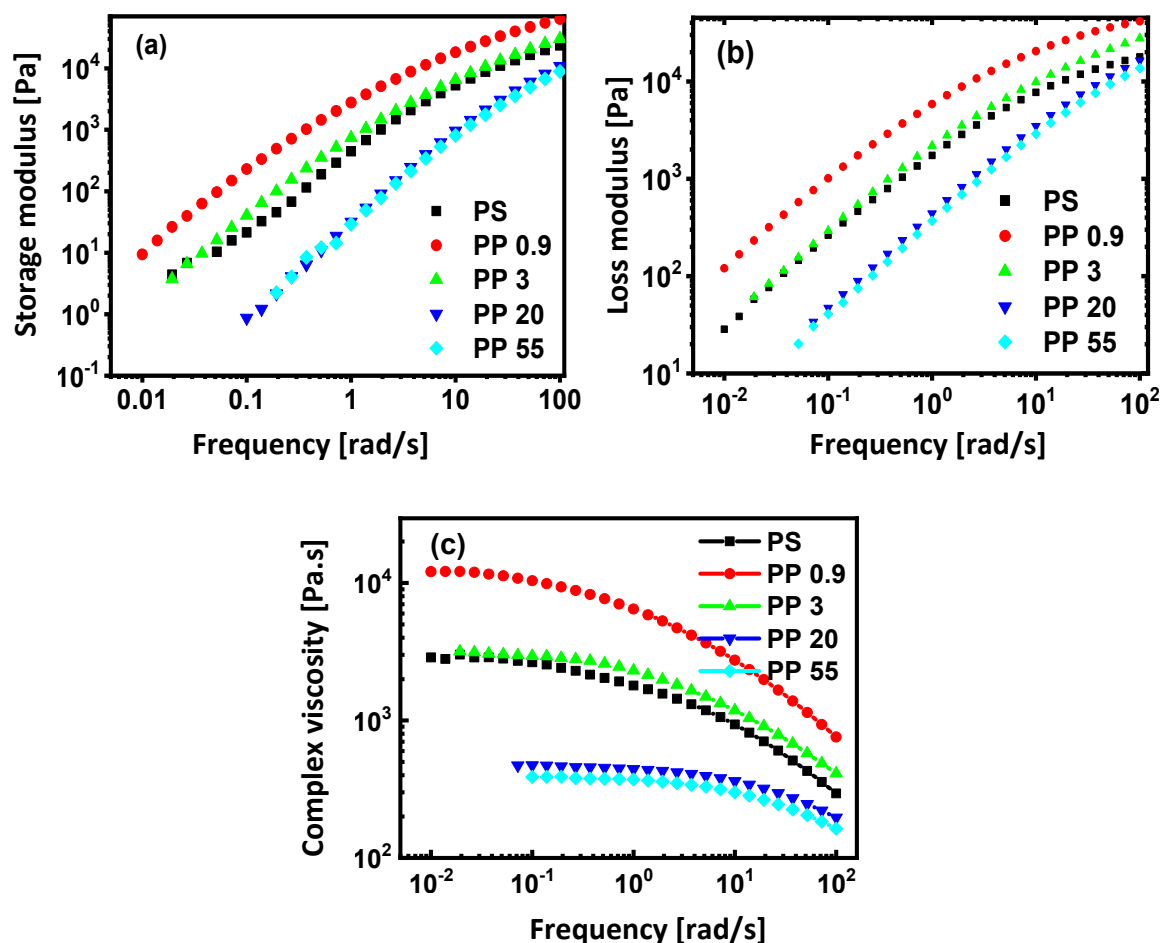 (a)
Storage modulus [Pa]
10^4
10^3
10^2
10^1
10^0
10^-1
PS
PP 0.9
PP 3
PP 20
PP 55
0.01 0.1 1 10 100
Frequency [rad/s]
(b)
Loss modulus [Pa]
10^4
10^3
10^2
10^1
PS
PP 0.9
PP 3
PP 20
PP 55
10^-2 10^-1 10^0 10^1 10^2
Frequency [rad/s]
(c)
Complex viscosity [Pa.s]
10^4
10^3
10^2
PS
PP 0.9
PP 3
PP 20
PP 55
10^-2 10^-1 10^0 10^1 10^2
Frequency [rad/s]